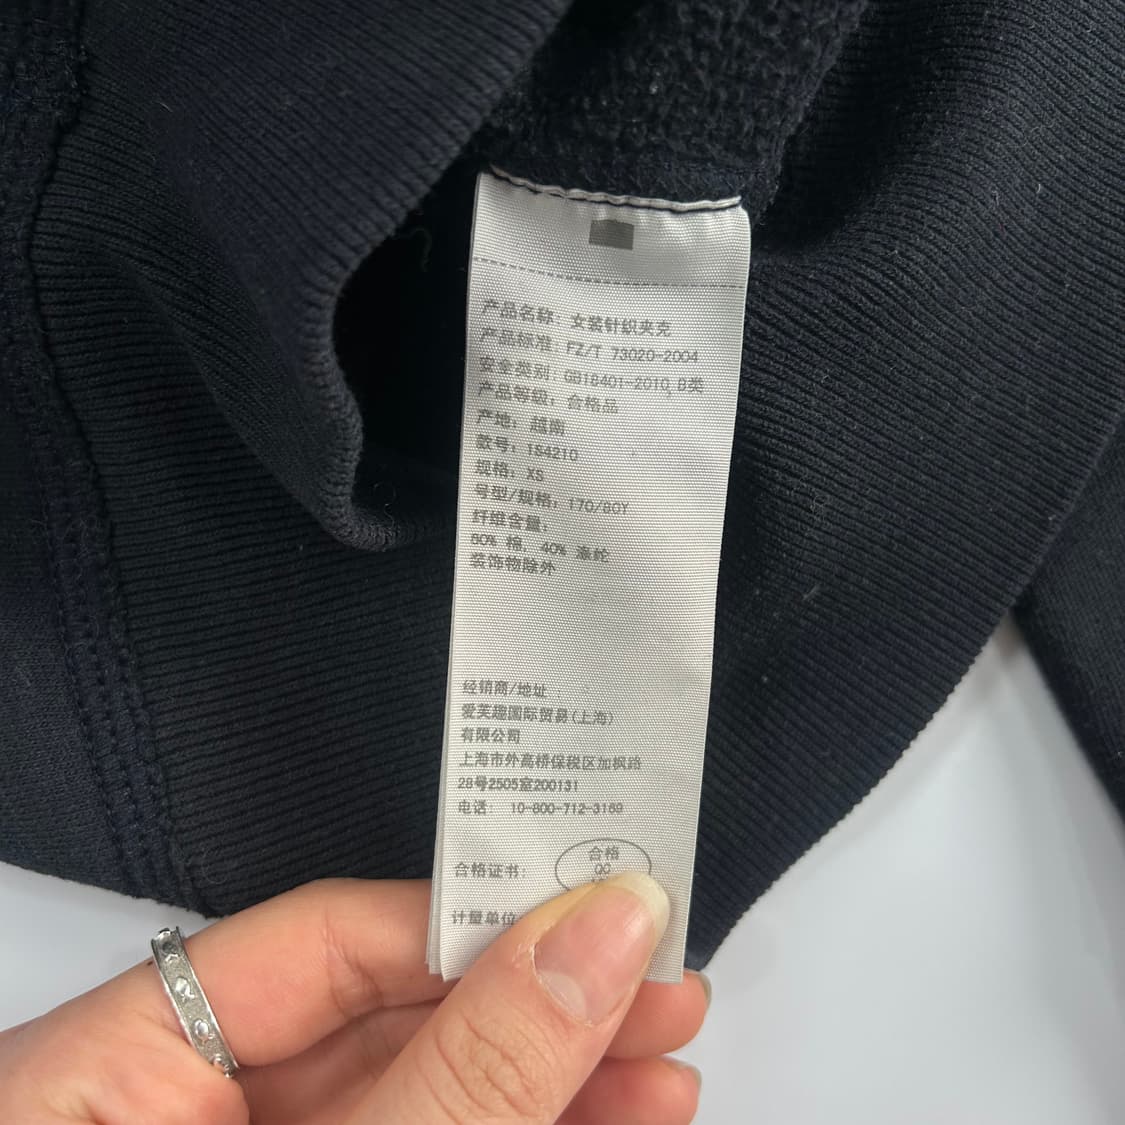 产品名称: 女装针织夹克
产品标准: FZ/T 73020-2004
安全类别: GB18401-2010 B类
产品等级: 合格品
产地: 越南
款号: 1S4210
规格: XS
号型/规格: 170/80Y
纤维含量:
60% 棉, 40% 涤纶
装饰物除外
经销商/地址 :
爱芙趣国际贸易(上海)
有限公司
上海市外高桥保税区加枫路
28号2505室200131
电话: 10-800-712-3169
合格证书:
合格
计量单位